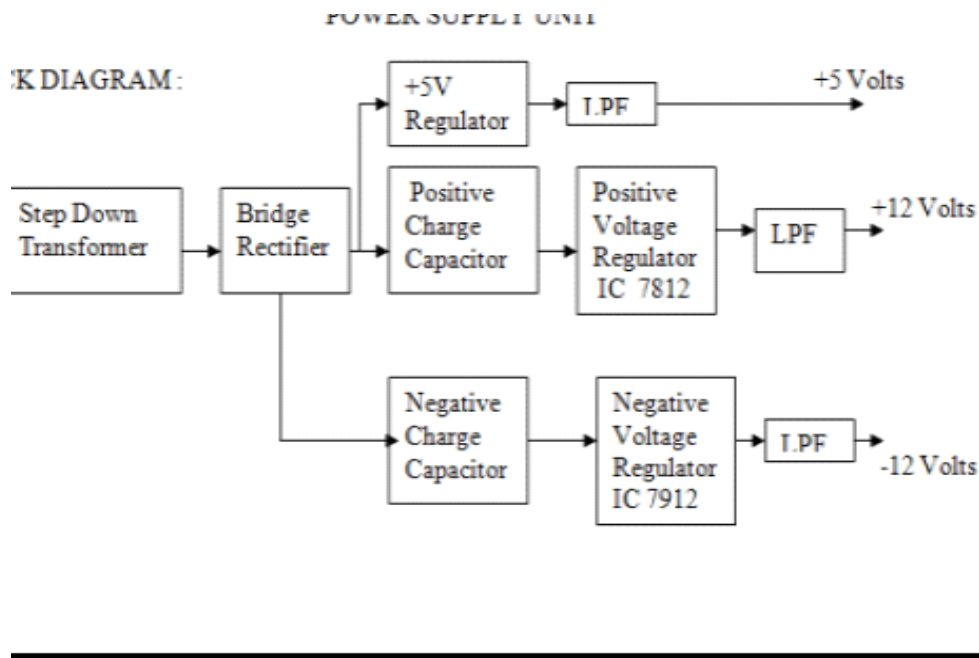 POWER SUPPLY UNIT
CK DIAGRAM :
+5V
Regulator
LPF
+5 Volts
Step Down
Transformer
Bridge
Rectifier
Positive
Charge
Capacitor
Positive
Voltage
Regulator
IC 7812
LPF
+12 Volts
Negative
Charge
Capacitor
Negative
Voltage
Regulator
IC 7912
LPF
-12 Volts